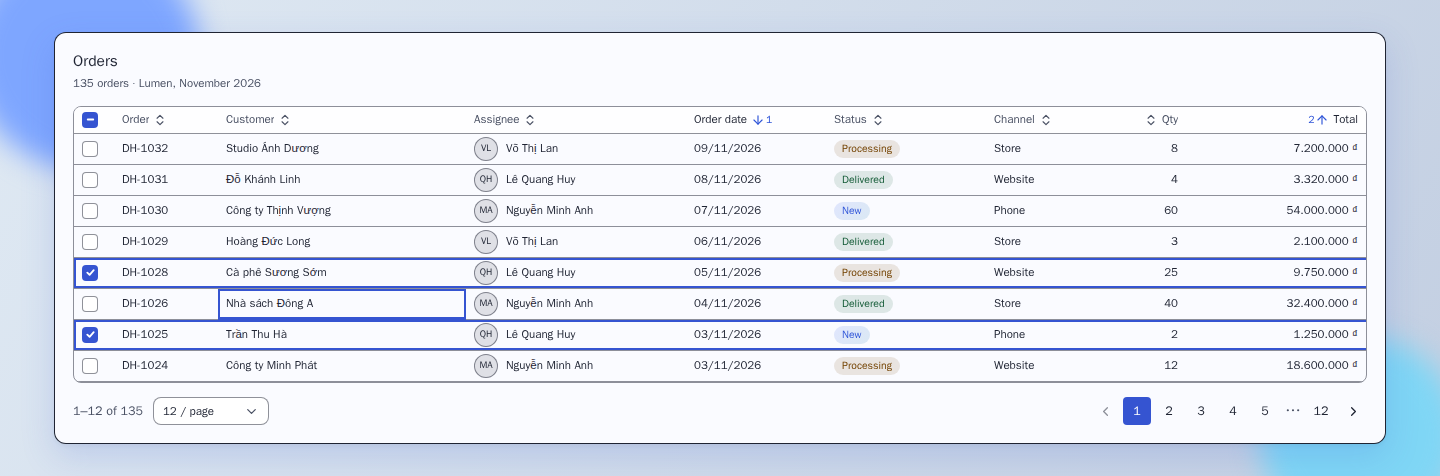 Orders
135 orders · Lumen, November 2026
Order Customer Assignee Order date 1 Status Channel Qty 2 Total
DH-1032 Studio Ánh Dương VL Võ Thị Lan 09/11/2026 Processing Store 8 7.200.000 ₫
DH-1031 Đỗ Khánh Linh QH Lê Quang Huy 08/11/2026 Delivered Website 4 3.320.000 ₫
DH-1030 Công ty Thịnh Vượng MA Nguyễn Minh Anh 07/11/2026 New Phone 60 54.000.000 ₫
DH-1029 Hoàng Đức Long VL Võ Thị Lan 06/11/2026 Delivered Store 3 2.100.000 ₫
DH-1028 Cà phê Sương Sớm QH Lê Quang Huy 05/11/2026 Processing Website 25 9.750.000 ₫
DH-1026 Nhà sách Đông A MA Nguyễn Minh Anh 04/11/2026 Delivered Store 40 32.400.000 ₫
DH-1025 Trần Thu Hà QH Lê Quang Huy 03/11/2026 New Phone 2 1.250.000 ₫
DH-1024 Công ty Minh Phát MA Nguyễn Minh Anh 03/11/2026 Processing Website 12 18.600.000 ₫
1–12 of 135 12 / page 1 2 3 4 5 ··· 12